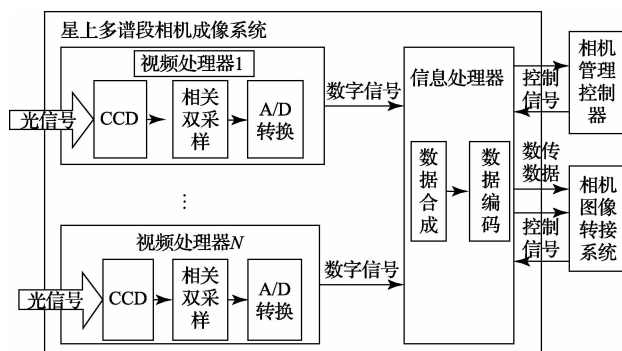 星上多谱段相机成像系统
视频处理器1
光信号
CCD
相关
双采样
A/D
转换
数字信号
⋮
视频处理器N
光信号
CCD
相关
双采样
A/D
转换
数字信号
信息处理器
数据合成
数据编码
控制
信号
相机
管理
控制
器
数传
数据
控制
信号
相机
图像
转接
系统